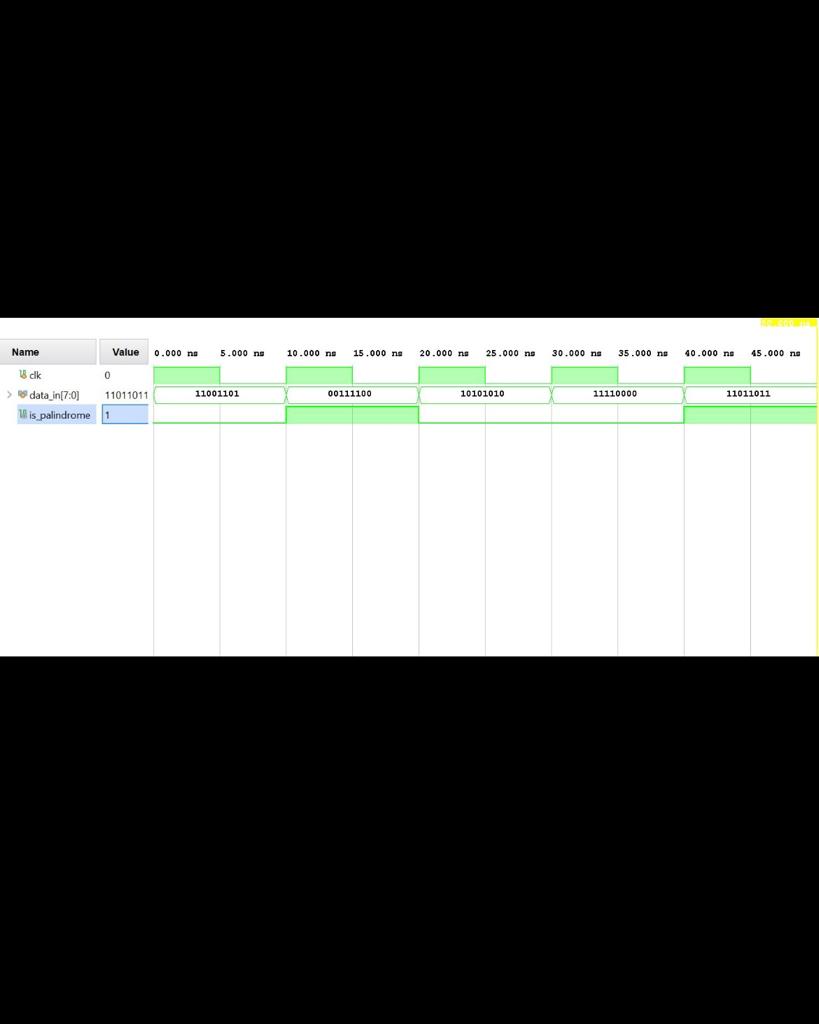 Name Value 0.000 ns 5.000 ns 10.000 ns 15.000 ns 20.000 ns 25.000 ns 30.000 ns 35.000 ns 40.000 ns 45.000 ns
clk 0
data_in[7:0] 11011011 11001101 00111100 10101010 11110000 11011011
is_palindrome 1